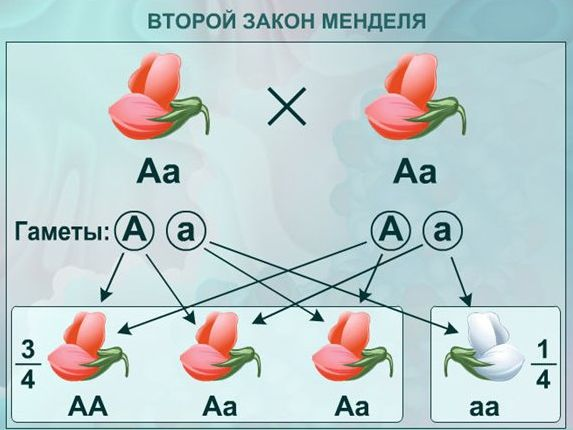 ВТОРОЙ ЗАКОН МЕНДЕЛЯ
Аа Аа
Гаметы: А а А а
3/4 АА Аа Аа аа 1/4